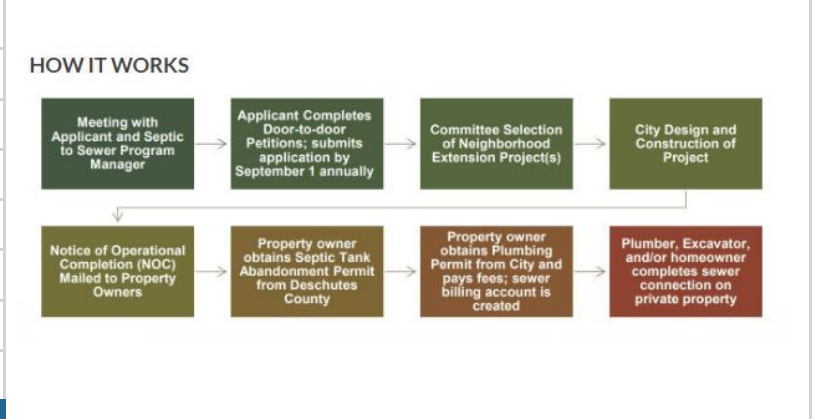 HOW IT WORKS
Meeting with
Applicant and Septic
to Sewer Program
Manager
Applicant Completes
Door-to-door
Petitions; submits
application by
September 1 annually
Committee Selection
of Neighborhood
Extension Project(s)
City Design and
Construction of
Project
Notice of Operational
Completion (NOC)
Mailed to Property
Owners
Property owner
obtains Septic Tank
Abandonment Permit
from Deschutes
County
Property owner
obtains Plumbing
Permit from City and
pays fees; sewer
billing account is
created
Plumber, Excavator,
and/or homeowner
completes sewer
connection on
private property